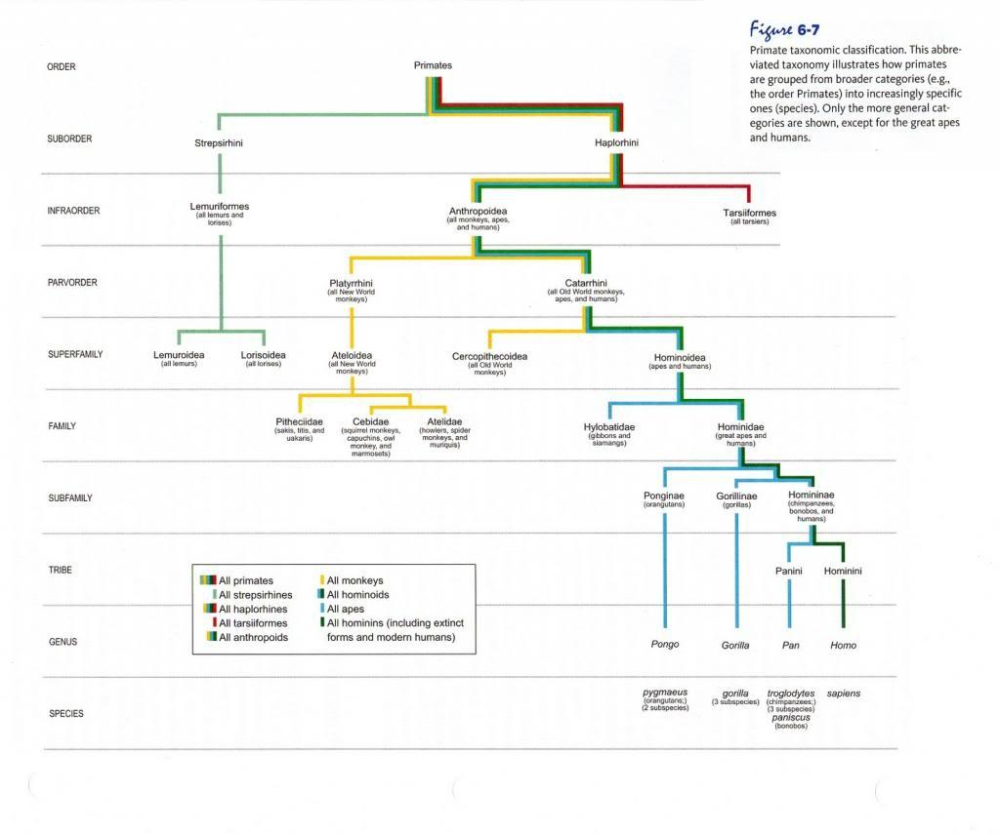 Figure 6-7
Primate taxonomic classification. This abbre-
viated taxonomy illustrates how primates
are grouped from broader categories (e.g.,
the order Primates) into increasingly specific
ones (species). Only the more general cat-
egories are shown, except for the great apes
and humans.
ORDER
Primates
SUBORDER
Strepsirhini
Haplorhini
INFRAORDER
Lemuriformes
(all lemurs and
lorises)
Anthropoidea
(all monkeys, apes,
and humans)
Tarsiiformes
(all tarsiers)
PARVORDER
Platyrrhini
(all New World
monkeys)
Catarrhini
(all Old World monkeys,
apes, and humans)
SUPERFAMILY
Lemuroidea
(all lemurs)
Lorisoidea
(all lorises)
Ateloidea
(all New World
monkeys)
Cercopithecoidea
(all Old World
monkeys)
Hominoidea
(apes and humans)
FAMILY
Pitheciidae
(sakis, titis, and
uakaris)
Cebidae
(squirrel monkeys,
capuchins, owl
monkey, and
marmosets)
Atelidae
(howlers, spider
monkeys, and
muriquis)
Hylobatidae
(gibbons and
siamangs)
Hominidae
(great apes and
humans)
SUBFAMILY
Ponginae
(orangutans)
Gorillinae
(gorillas)
Homininae
(chimpanzees,
bonobos, and
humans)
TRIBE
Panini
Hominini
All primates
All strepsirhines
All haplorhines
All tarsiiformes
All anthropoids
All monkeys
All hominoids
All apes
All hominins (including extinct
forms and modern humans)
GENUS
Pongo
Gorilla
Pan
Homo
SPECIES
pygmaeus
(orangutans;)
(2 subspecies)
gorilla
(3 subspecies)
troglodytes
(chimpanzees;)
(3 subspecies)
paniscus
(bonobos)
sapiens